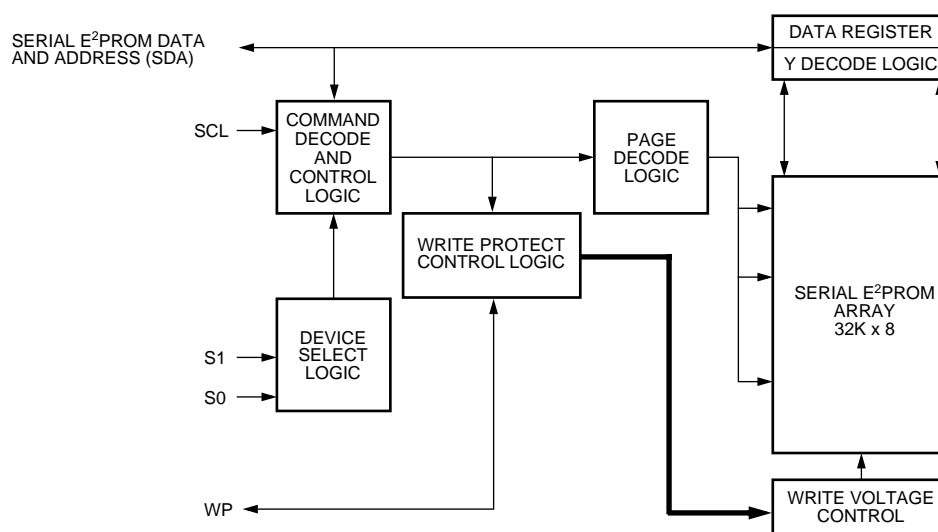 SERIAL E²PROM DATA
AND ADDRESS (SDA)
DATA REGISTER
Y DECODE LOGIC
SCL
COMMAND
DECODE
AND
CONTROL
LOGIC
PAGE
DECODE
LOGIC
WRITE PROTECT
CONTROL LOGIC
SERIAL E²PROM
ARRAY
32K x 8
DEVICE
SELECT
LOGIC
S1
S0
WP
WRITE VOLTAGE
CONTROL